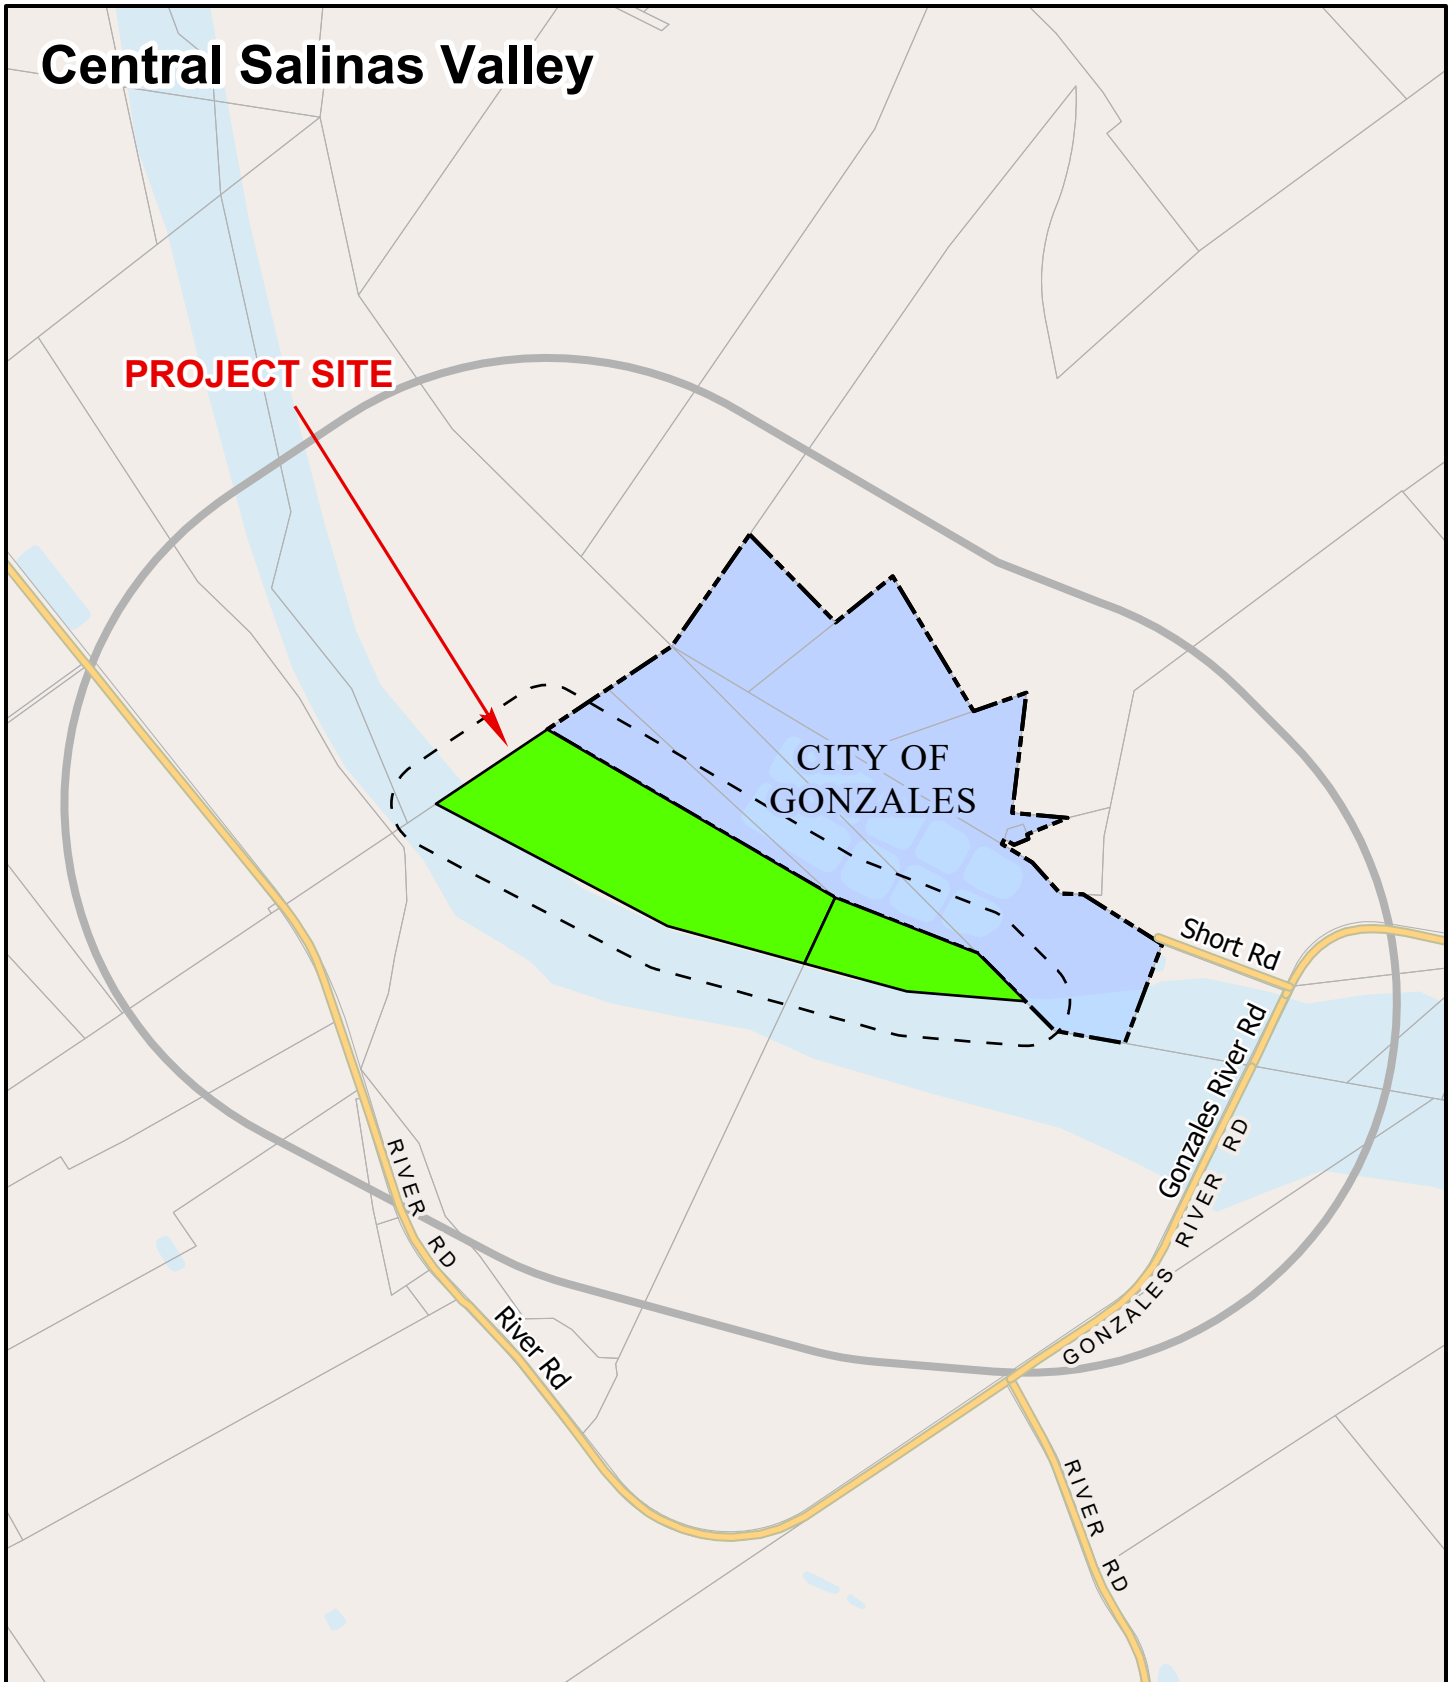 Central Salinas Valley
PROJECT SITE
CITY OF
GONZALES
Short Rd
Gonzales River Rd
GONZALES RIVER RD
RIVER RD
River Rd
RIVER RD